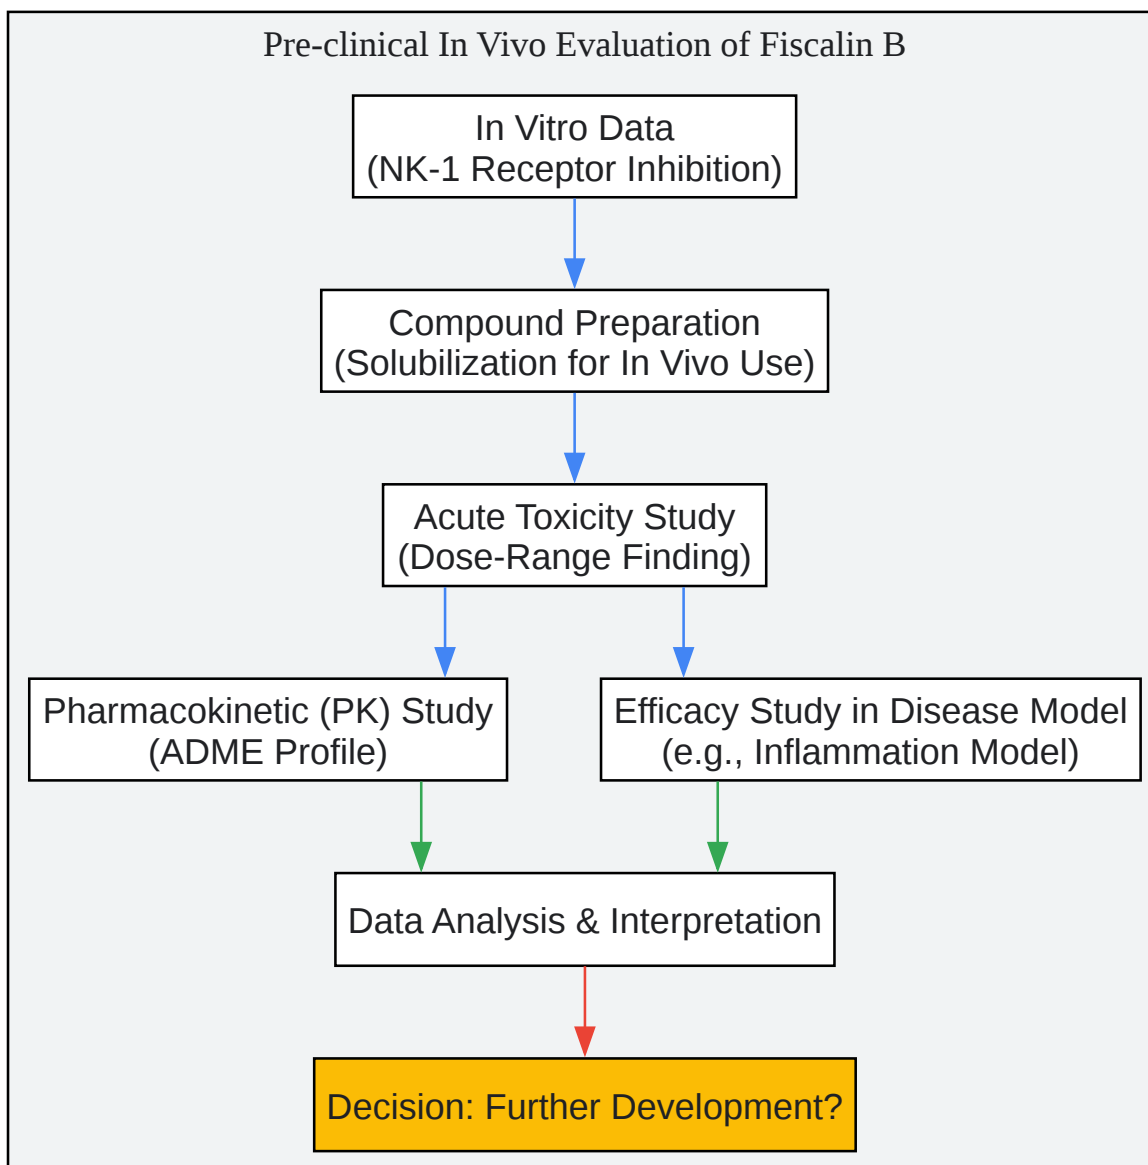 Pre-clinical In Vivo Evaluation of Fiscalin B
In Vitro Data
(NK-1 Receptor Inhibition)
Compound Preparation
(Solubilization for In Vivo Use)
Acute Toxicity Study
(Dose-Range Finding)
Pharmacokinetic (PK) Study
(ADME Profile)
Efficacy Study in Disease Model
(e.g., Inflammation Model)
Data Analysis & Interpretation
Decision: Further Development?